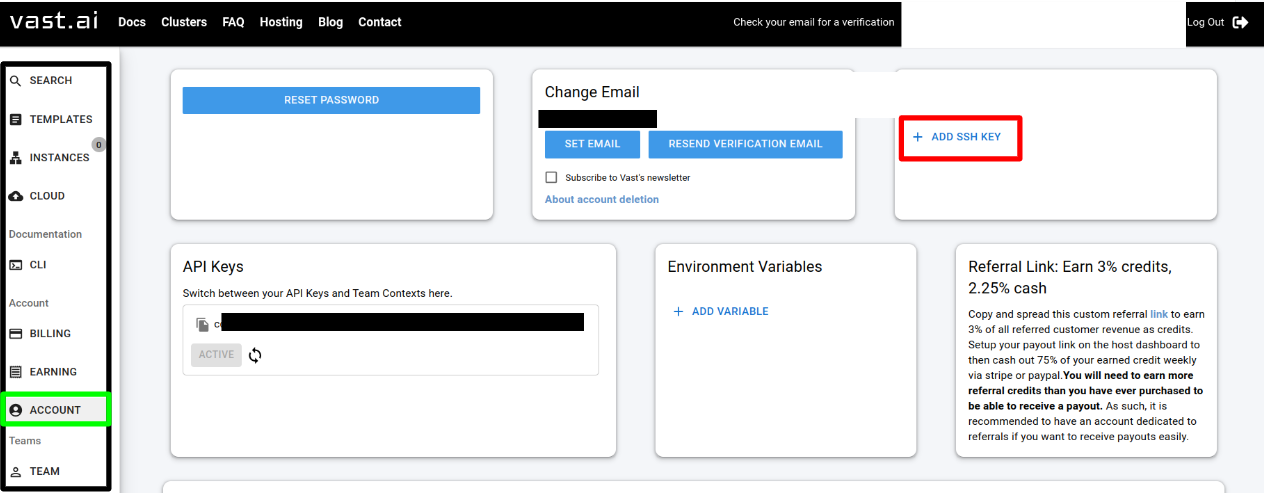 vast.ai Docs Clusters FAQ Hosting Blog Contact Check your email for a verification Log Out
SEARCH
TEMPLATES
0
INSTANCES
CLOUD
Documentation
CLI
Account
BILLING
EARNING
ACCOUNT
Teams
TEAM
RESET PASSWORD
Change Email
SET EMAIL RESEND VERIFICATION EMAIL
Subscribe to Vast's newsletter
About account deletion
+ ADD SSH KEY
API Keys
Switch between your API Keys and Team Contexts here.
ACTIVE
Environment Variables
+ ADD VARIABLE
Referral Link: Earn 3% credits,
2.25% cash
Copy and spread this custom referral link to earn
3% of all referred customer revenue as credits.
Setup your payout link on the host dashboard to
then cash out 75% of your earned credit weekly
via stripe or paypal.You will need to earn more
referral credits than you have ever purchased to
be able to receive a payout. As such, it is
recommended to have an account dedicated to
referrals if you want to receive payouts easily.